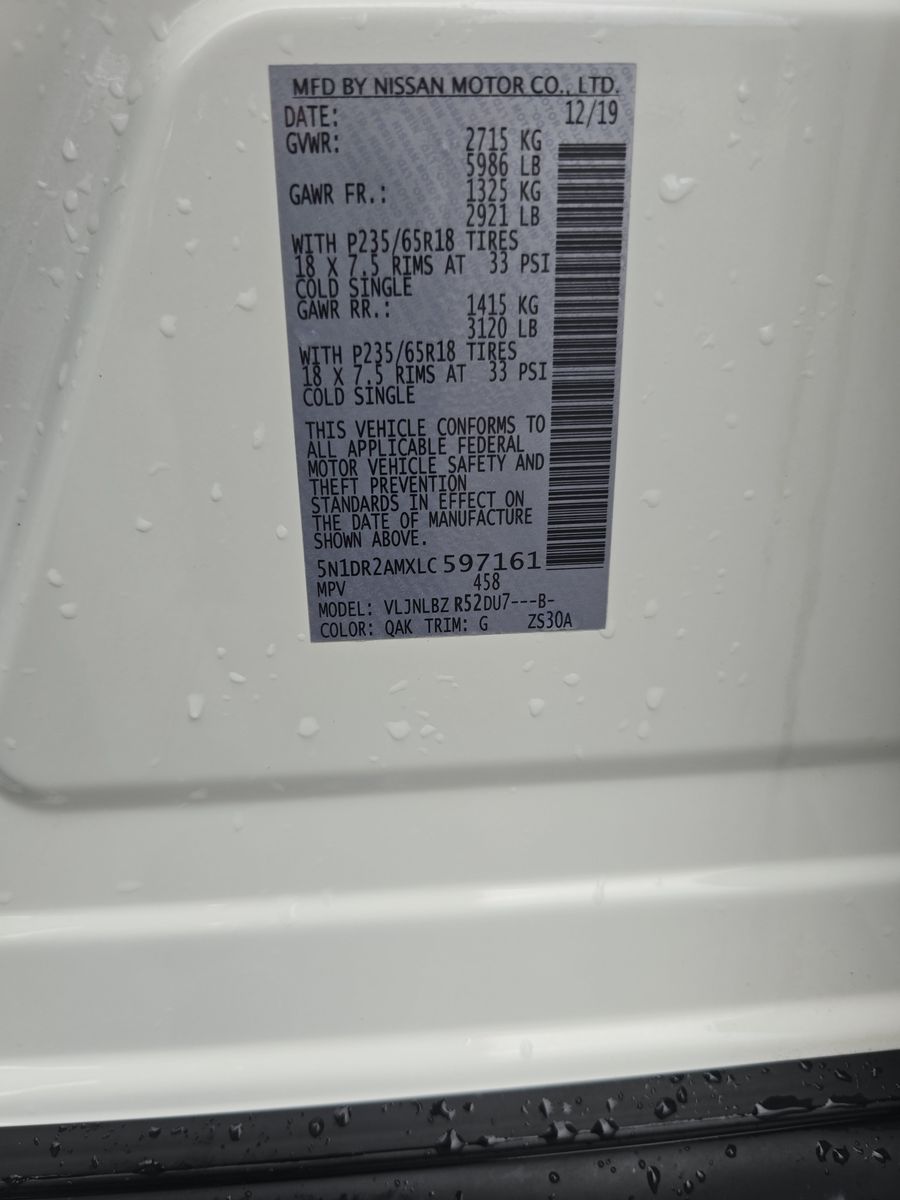 MFD BY NISSAN MOTOR CO., LTD.
DATE: 12/19
GVWR: 2715 KG
5986 LB
GAWR FR.: 1325 KG
2921 LB
WITH P235/65R18 TIRES
18 X 7.5 RIMS AT 33 PSI
COLD SINGLE
GAWR RR.: 1415 KG
3120 LB
WITH P235/65R18 TIRES
18 X 7.5 RIMS AT 33 PSI
COLD SINGLE
THIS VEHICLE CONFORMS TO
ALL APPLICABLE FEDERAL
MOTOR VEHICLE SAFETY AND
THEFT PREVENTION
STANDARDS IN EFFECT ON
THE DATE OF MANUFACTURE
SHOWN ABOVE.
5N1DR2AMXLC597161
MPV 458
MODEL: VLJNLBZ R52DU7---B-
COLOR: QAK TRIM: G ZS30A